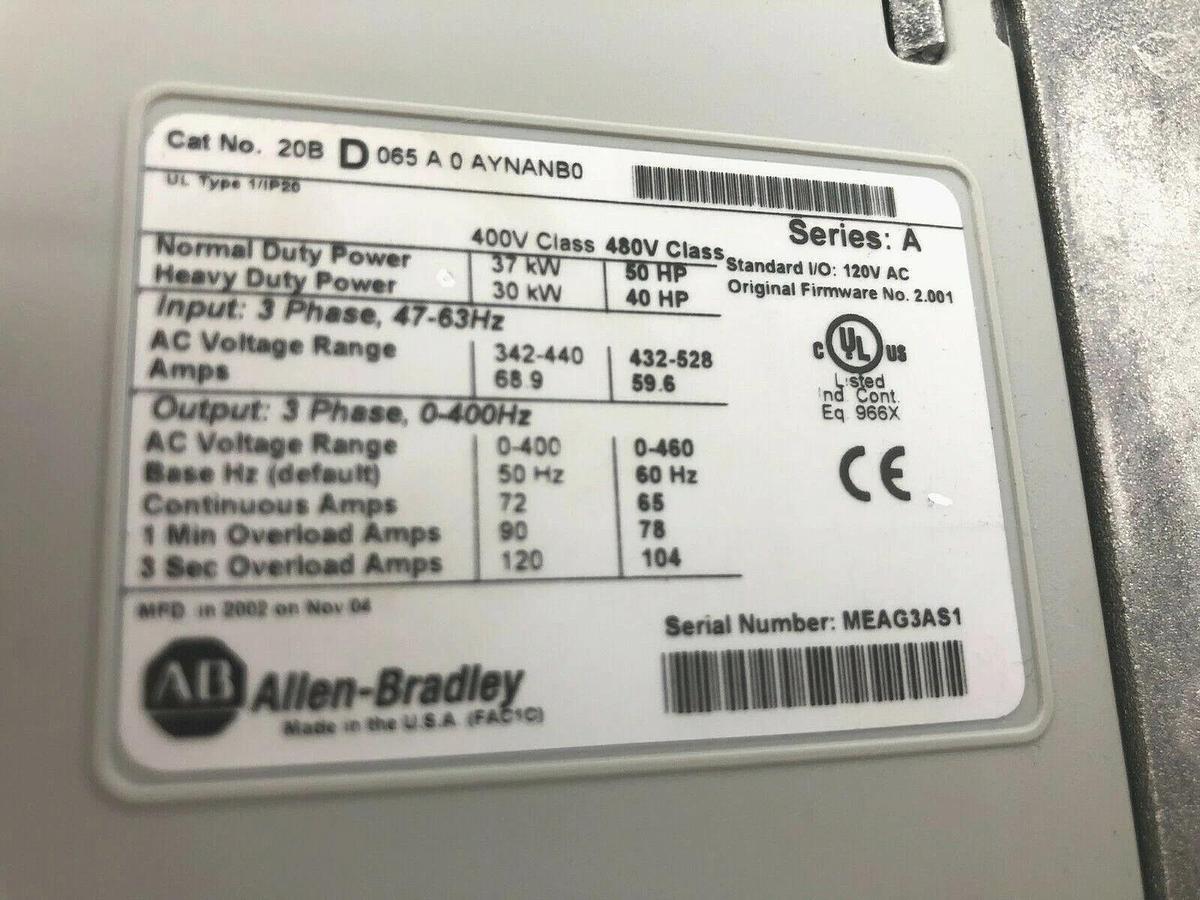 Cat No. 20B D 065 A 0 AYNANB0
UL Type 1/IP20
Series: A
400V Class 480V Class
Normal Duty Power 37 kW 50 HP
Heavy Duty Power 30 kW 40 HP
Standard I/O: 120V AC
Original Firmware No. 2.001
Input: 3 Phase, 47-63Hz
AC Voltage Range 342-440 432-528
Amps 68.9 59.6
Output: 3 Phase, 0-400Hz
AC Voltage Range 0-400 0-460
Base Hz (default) 50 Hz 60 Hz
Continuous Amps 72 65
1 Min Overload Amps 90 78
3 Sec Overload Amps 120 104
C UL US
Listed
Ind Cont.
Eq. 966X
CE
MFD. in 2002 on Nov 04
Serial Number: MEAG3AS1
AB Allen-Bradley
Made in the U.S.A (FAC1C)